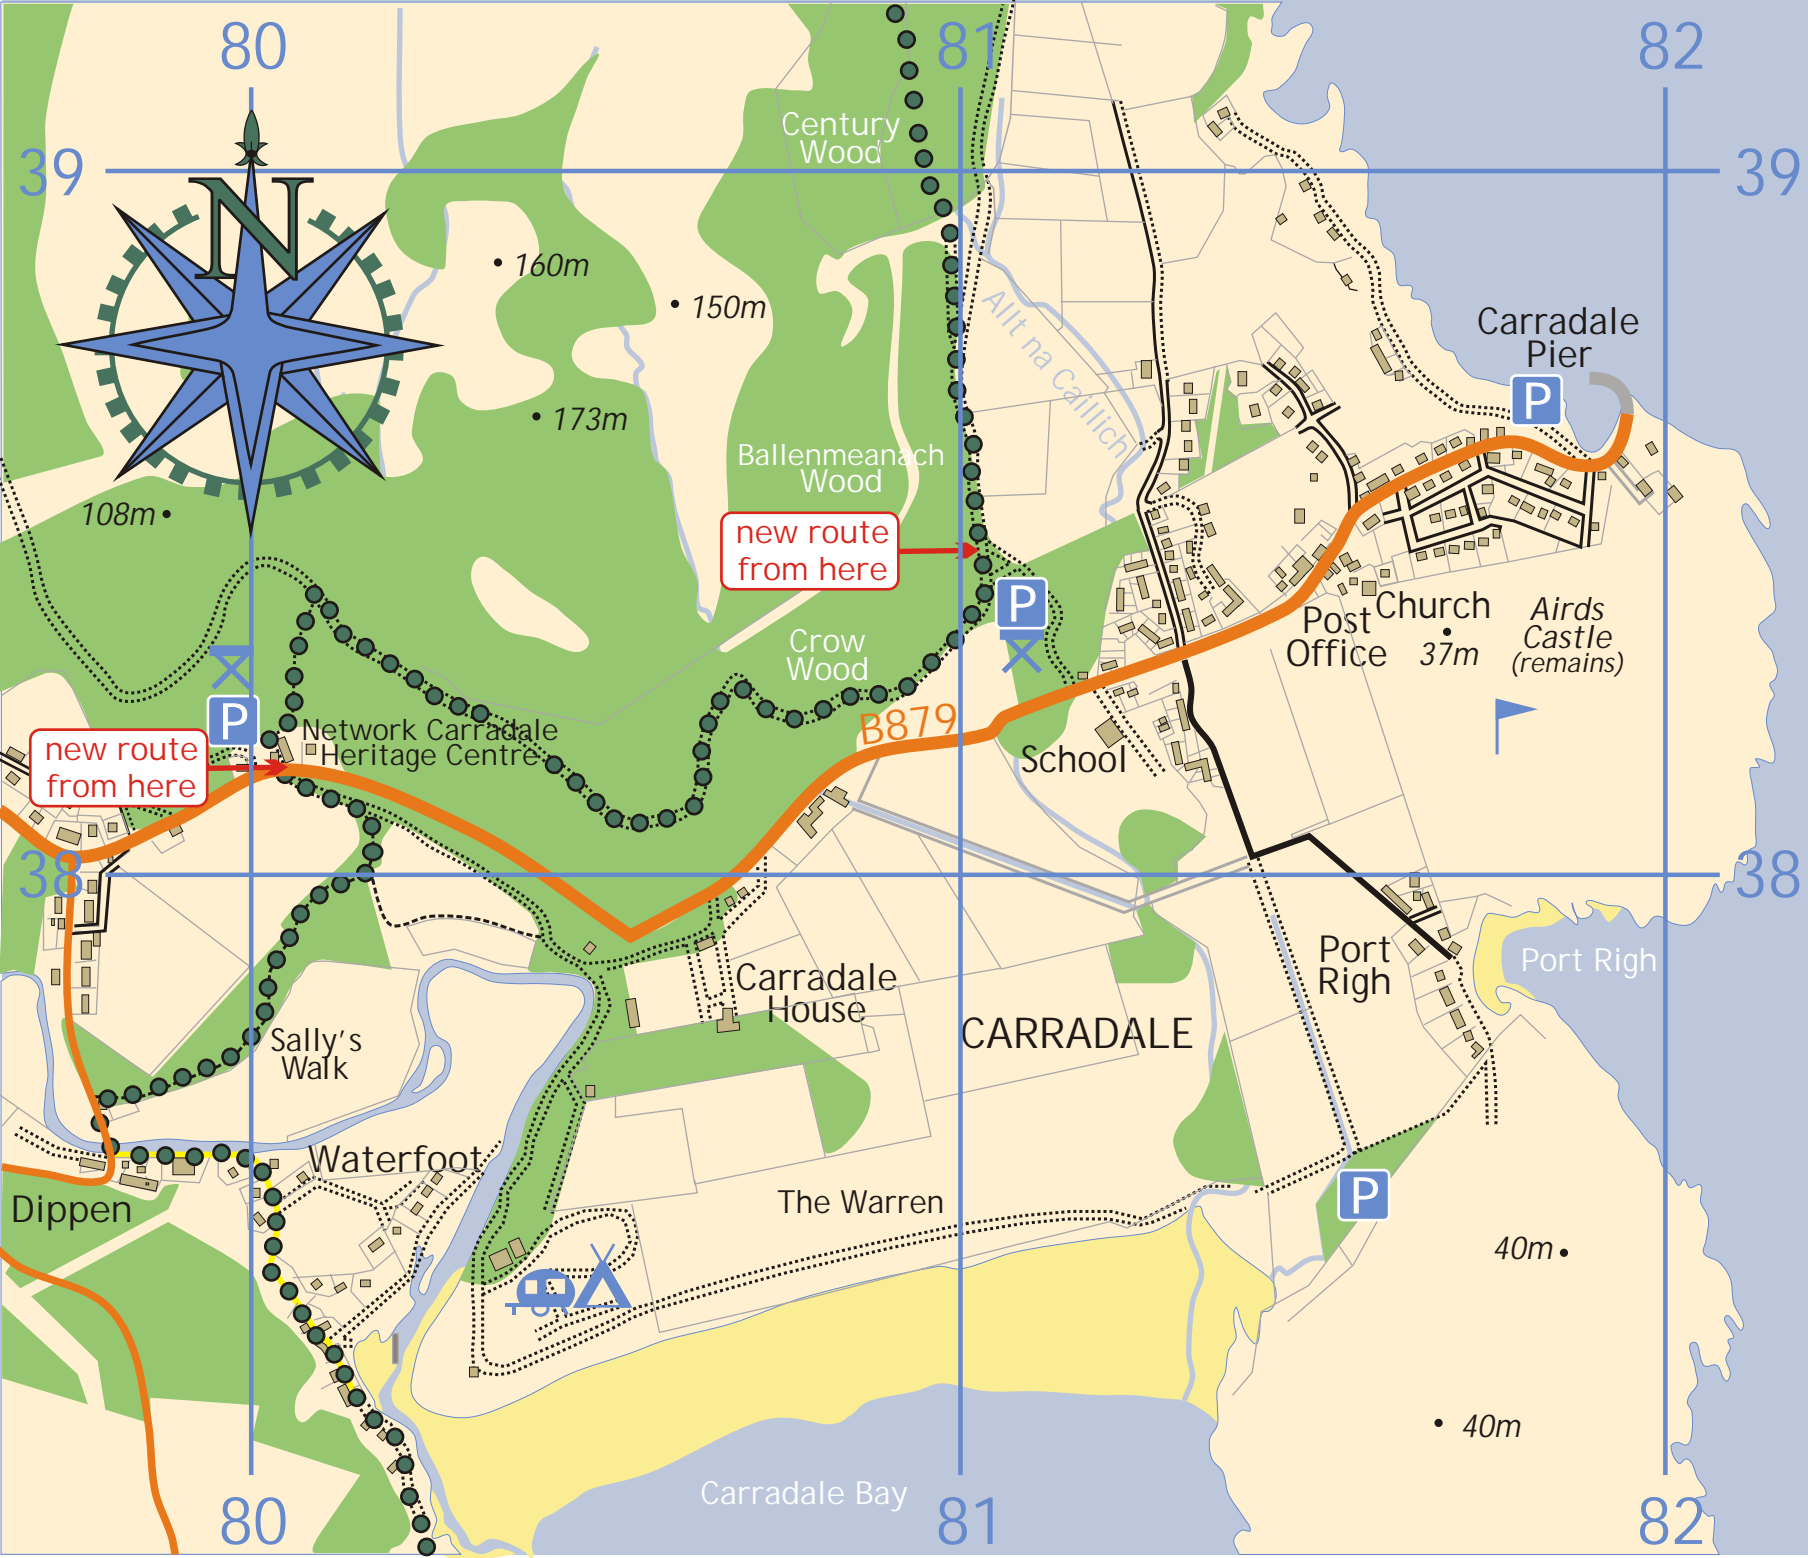 80
81
82
Century
Wood
39
39
N
160m
150m
Carradale
Pier
P
Allt na Caillich
173m
Ballenmeanach
Wood
108m
new route
from here
P
Post
Office
Church
37m
Airds
Castle
(remains)
Crow
Wood
P
B879
Network Carradale
Heritage Centre
new route
from here
School
38
38
Port
Righ
Port Righ
Carradale
House
CARRADALE
Sally's
Walk
Waterfoot
Dippen
The Warren
P
40m
40m
Carradale Bay
80
81
82